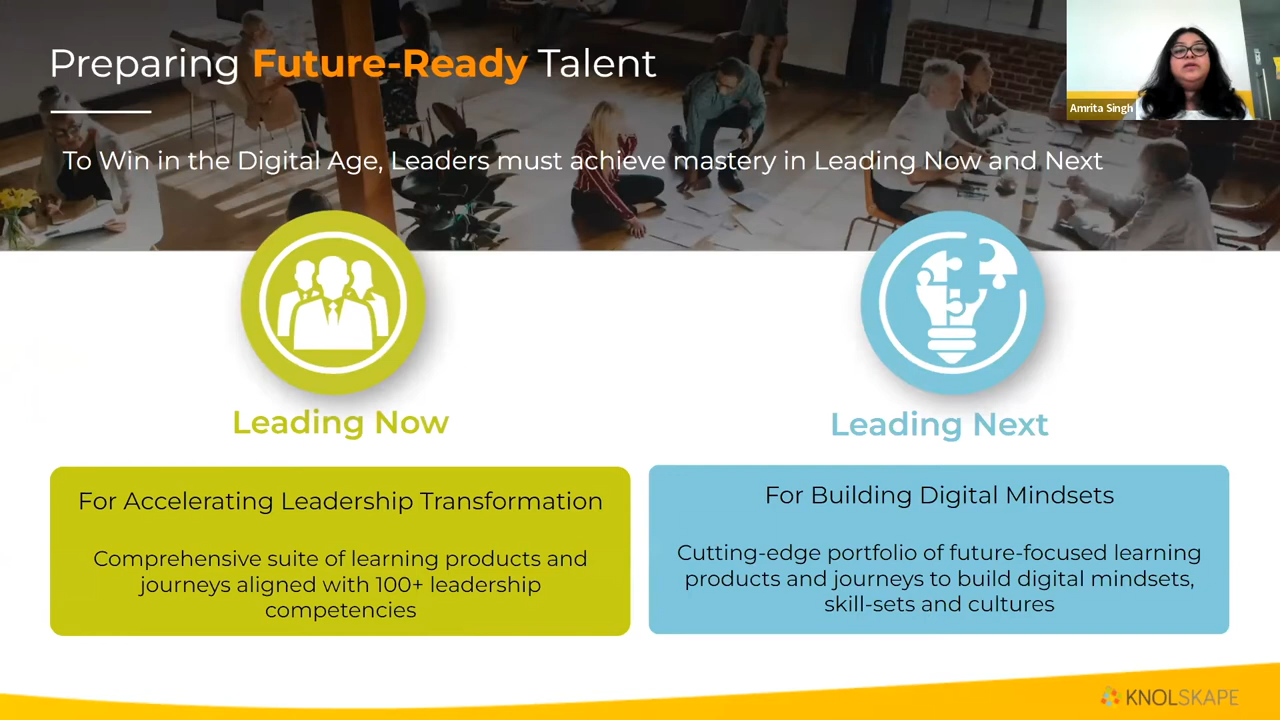 Preparing Future-Ready Talent
Amrita Singh
To Win in the Digital Age, Leaders must achieve mastery in Leading Now and Next
Leading Now
For Accelerating Leadership Transformation
Comprehensive suite of learning products and
journeys aligned with 100+ leadership
competencies
Leading Next
For Building Digital Mindsets
Cutting-edge portfolio of future-focused learning
products and journeys to build digital mindsets,
skill-sets and cultures
KNOLSKAPE